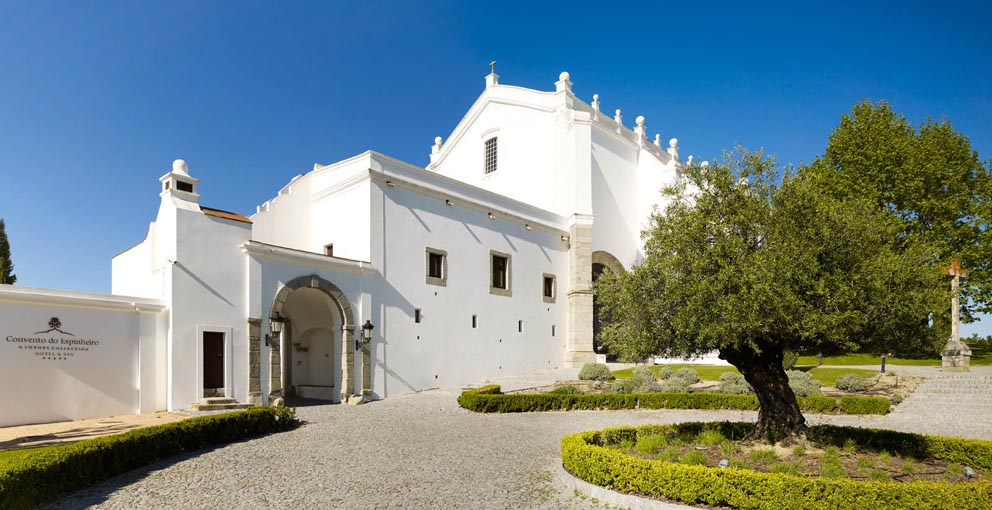 Convento do Espinheiro
A LUXURY COLLECTION
HOTEL & SPA